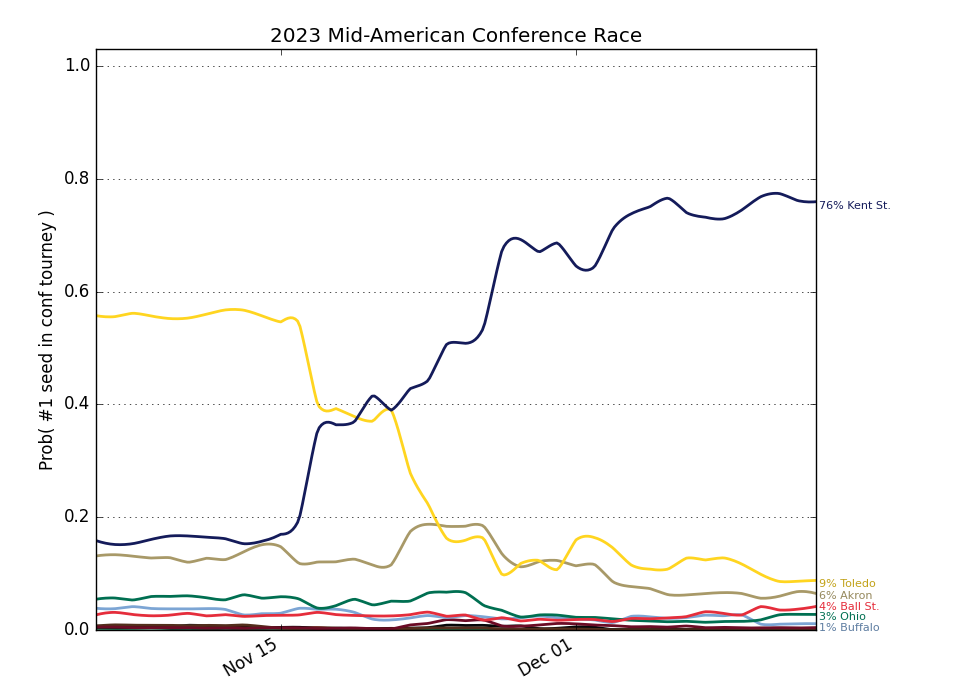 2023 Mid-American Conference Race
Prob( #1 seed in conf tourney )
1.0
0.8
0.6
0.4
0.2
0.0
Nov 15
Dec 01
76% Kent St.
9% Toledo
6% Akron
4% Ball St.
3% Ohio
1% Buffalo